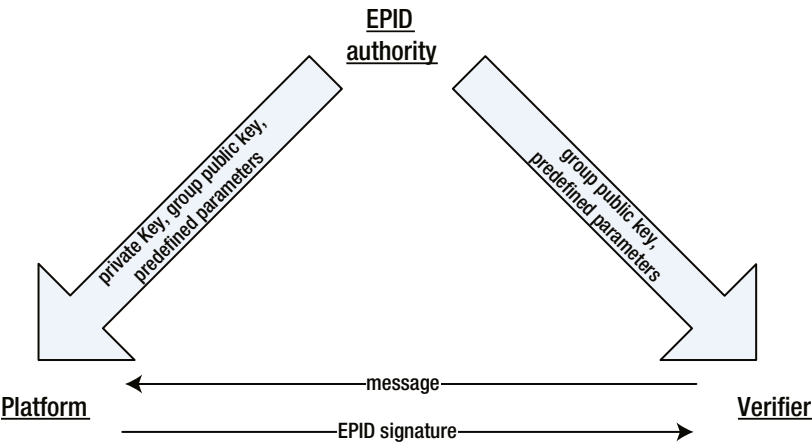 EPID
authority
private Key, group public key,
predefined parameters
group public key,
predefined parameters
message
Platform
Verifier
EPID signature